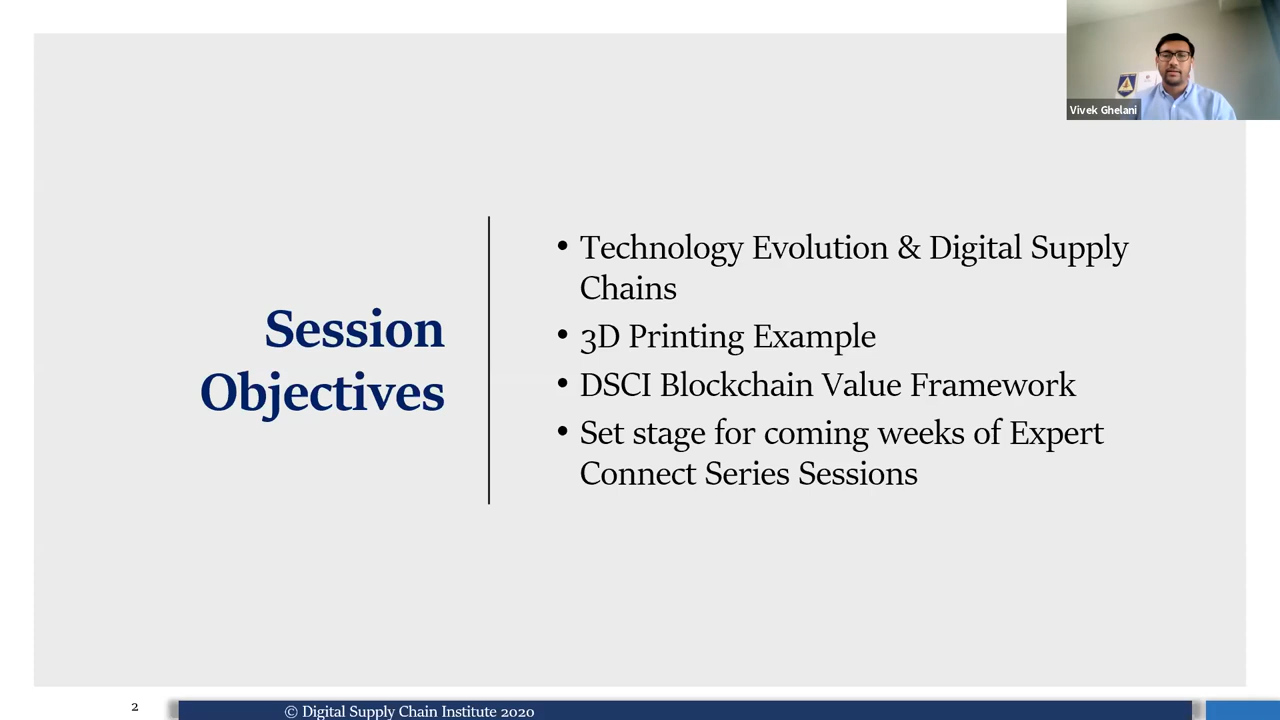 Vivek Ghelani
Session
Objectives
• Technology Evolution & Digital Supply
Chains
• 3D Printing Example
• DSCI Blockchain Value Framework
• Set stage for coming weeks of Expert
Connect Series Sessions
2
© Digital Supply Chain Institute 2020